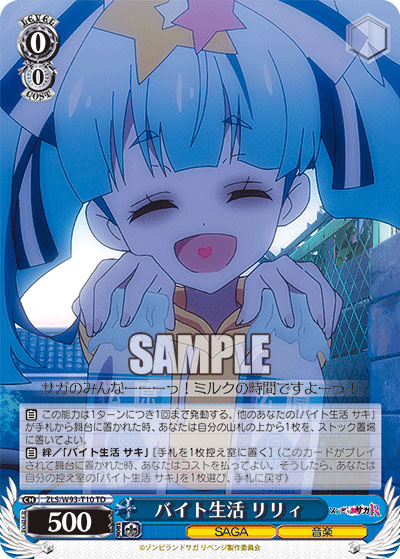 LEVEL
0
0
COST
SAMPLE
サガのみんなーーーっ！ミルクの時間ですよーっ！
自 この能力は1ターンにつき1回まで発動する。他のあなたの「バイト生活 サキ」
が手札から舞台に置かれた時、あなたは自分の山札の上から1枚を、ストック置
場に置いてよい。
自 絆／「バイト生活 サキ」 ［手札を1枚控え室に置く］（このカードがプレイ
されて舞台に置かれた時、あなたはコストを払ってよい。そうしたら、あなたは
自分の控え室の「バイト生活 サキ」を1枚選び、手札に戻す）
CH ZLS/W93-T10 TD
500
バイト生活 リリィ
SAGA
音楽
©ゾンビランドサガ リベンジ製作委員会